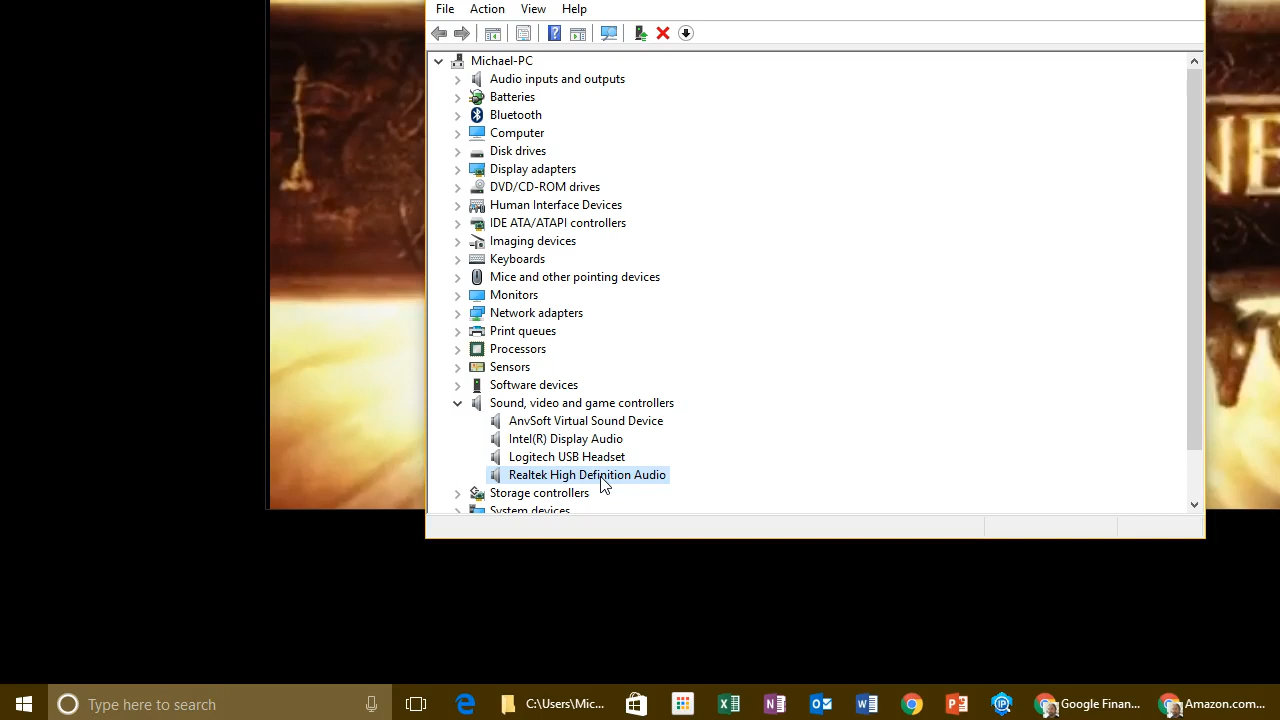 File Action View Help
Michael-PC
Audio inputs and outputs
Batteries
Bluetooth
Computer
Disk drives
Display adapters
DVD/CD-ROM drives
Human Interface Devices
IDE ATA/ATAPI controllers
Imaging devices
Keyboards
Mice and other pointing devices
Monitors
Network adapters
Print queues
Processors
Sensors
Software devices
Sound, video and game controllers
AnvSoft Virtual Sound Device
Intel(R) Display Audio
Logitech USB Headset
Realtek High Definition Audio
Storage controllers
System devices
NE
Type here to search
C:\Users\Mic...
Google Finan...
Amazon.com...